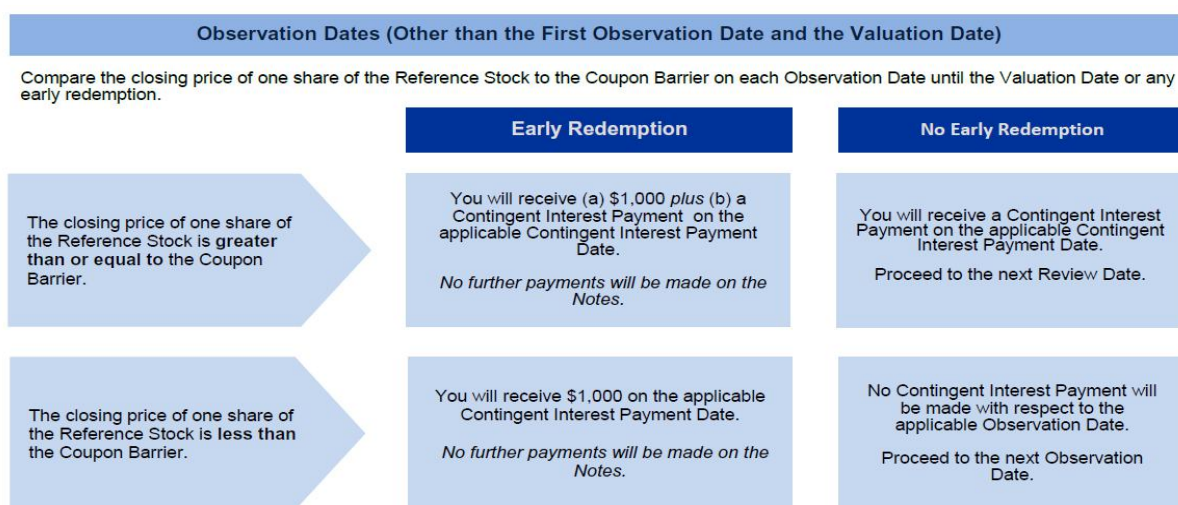 Observation Dates (Other than the First Observation Date and the Valuation Date)
Compare the closing price of one share of the Reference Stock to the Coupon Barrier on each Observation Date until the Valuation Date or any
early redemption.
Early Redemption
No Early Redemption
The closing price of one share of
the Reference Stock is greater
than or equal to the Coupon
Barrier.
You will receive (a) $1,000 plus (b) a
Contingent Interest Payment on the
applicable Contingent Interest Payment
Date.
No further payments will be made on the
Notes.
You will receive a Contingent Interest
Payment on the applicable Contingent
Interest Payment Date.
Proceed to the next Review Date.
The closing price of one share of
the Reference Stock is less than
the Coupon Barrier.
You will receive $1,000 on the applicable
Contingent Interest Payment Date.
No further payments will be made on the
Notes.
No Contingent Interest Payment will
be made with respect to the
applicable Observation Date.
Proceed to the next Observation
Date.